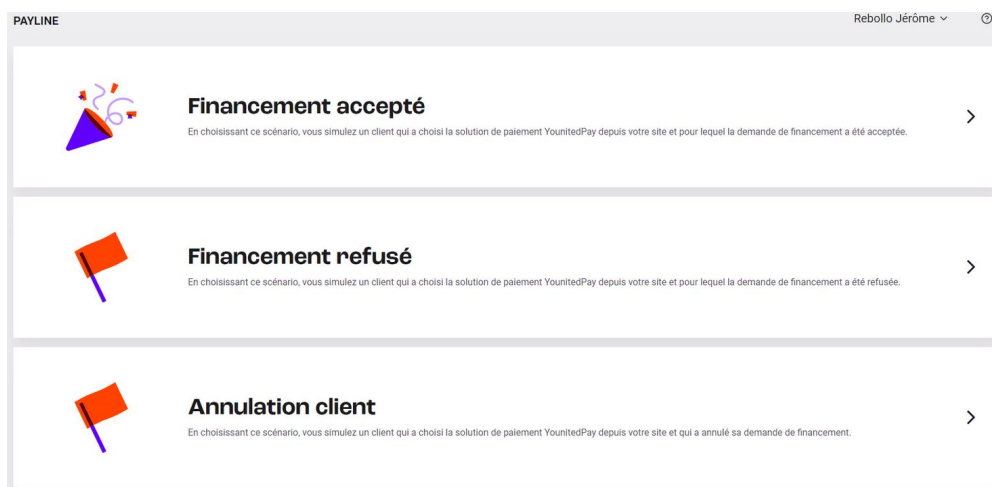 PAYLINE
Rebollo Jérôme
Financement accepté
En choisissant ce scénario, vous simulez un client qui a choisi la solution de paiement YounitedPay depuis votre site et pour lequel la demande de financement a été acceptée.
Financement refusé
En choisissant ce scénario, vous simulez un client qui a choisi la solution de paiement YounitedPay depuis votre site et pour lequel la demande de financement a été refusée.
Annulation client
En choisissant ce scénario, vous simulez un client qui a choisi la solution de paiement YounitedPay depuis votre site et qui a annulé sa demande de financement.